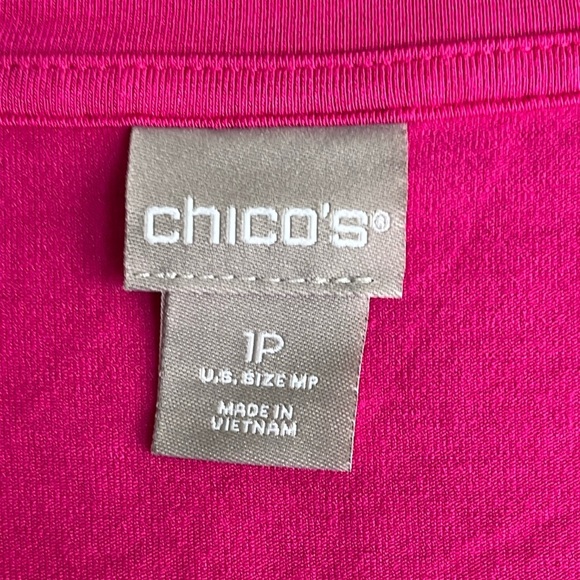 chico's®
1P
U.S. SIZE MP
MADE IN
VIETNAM